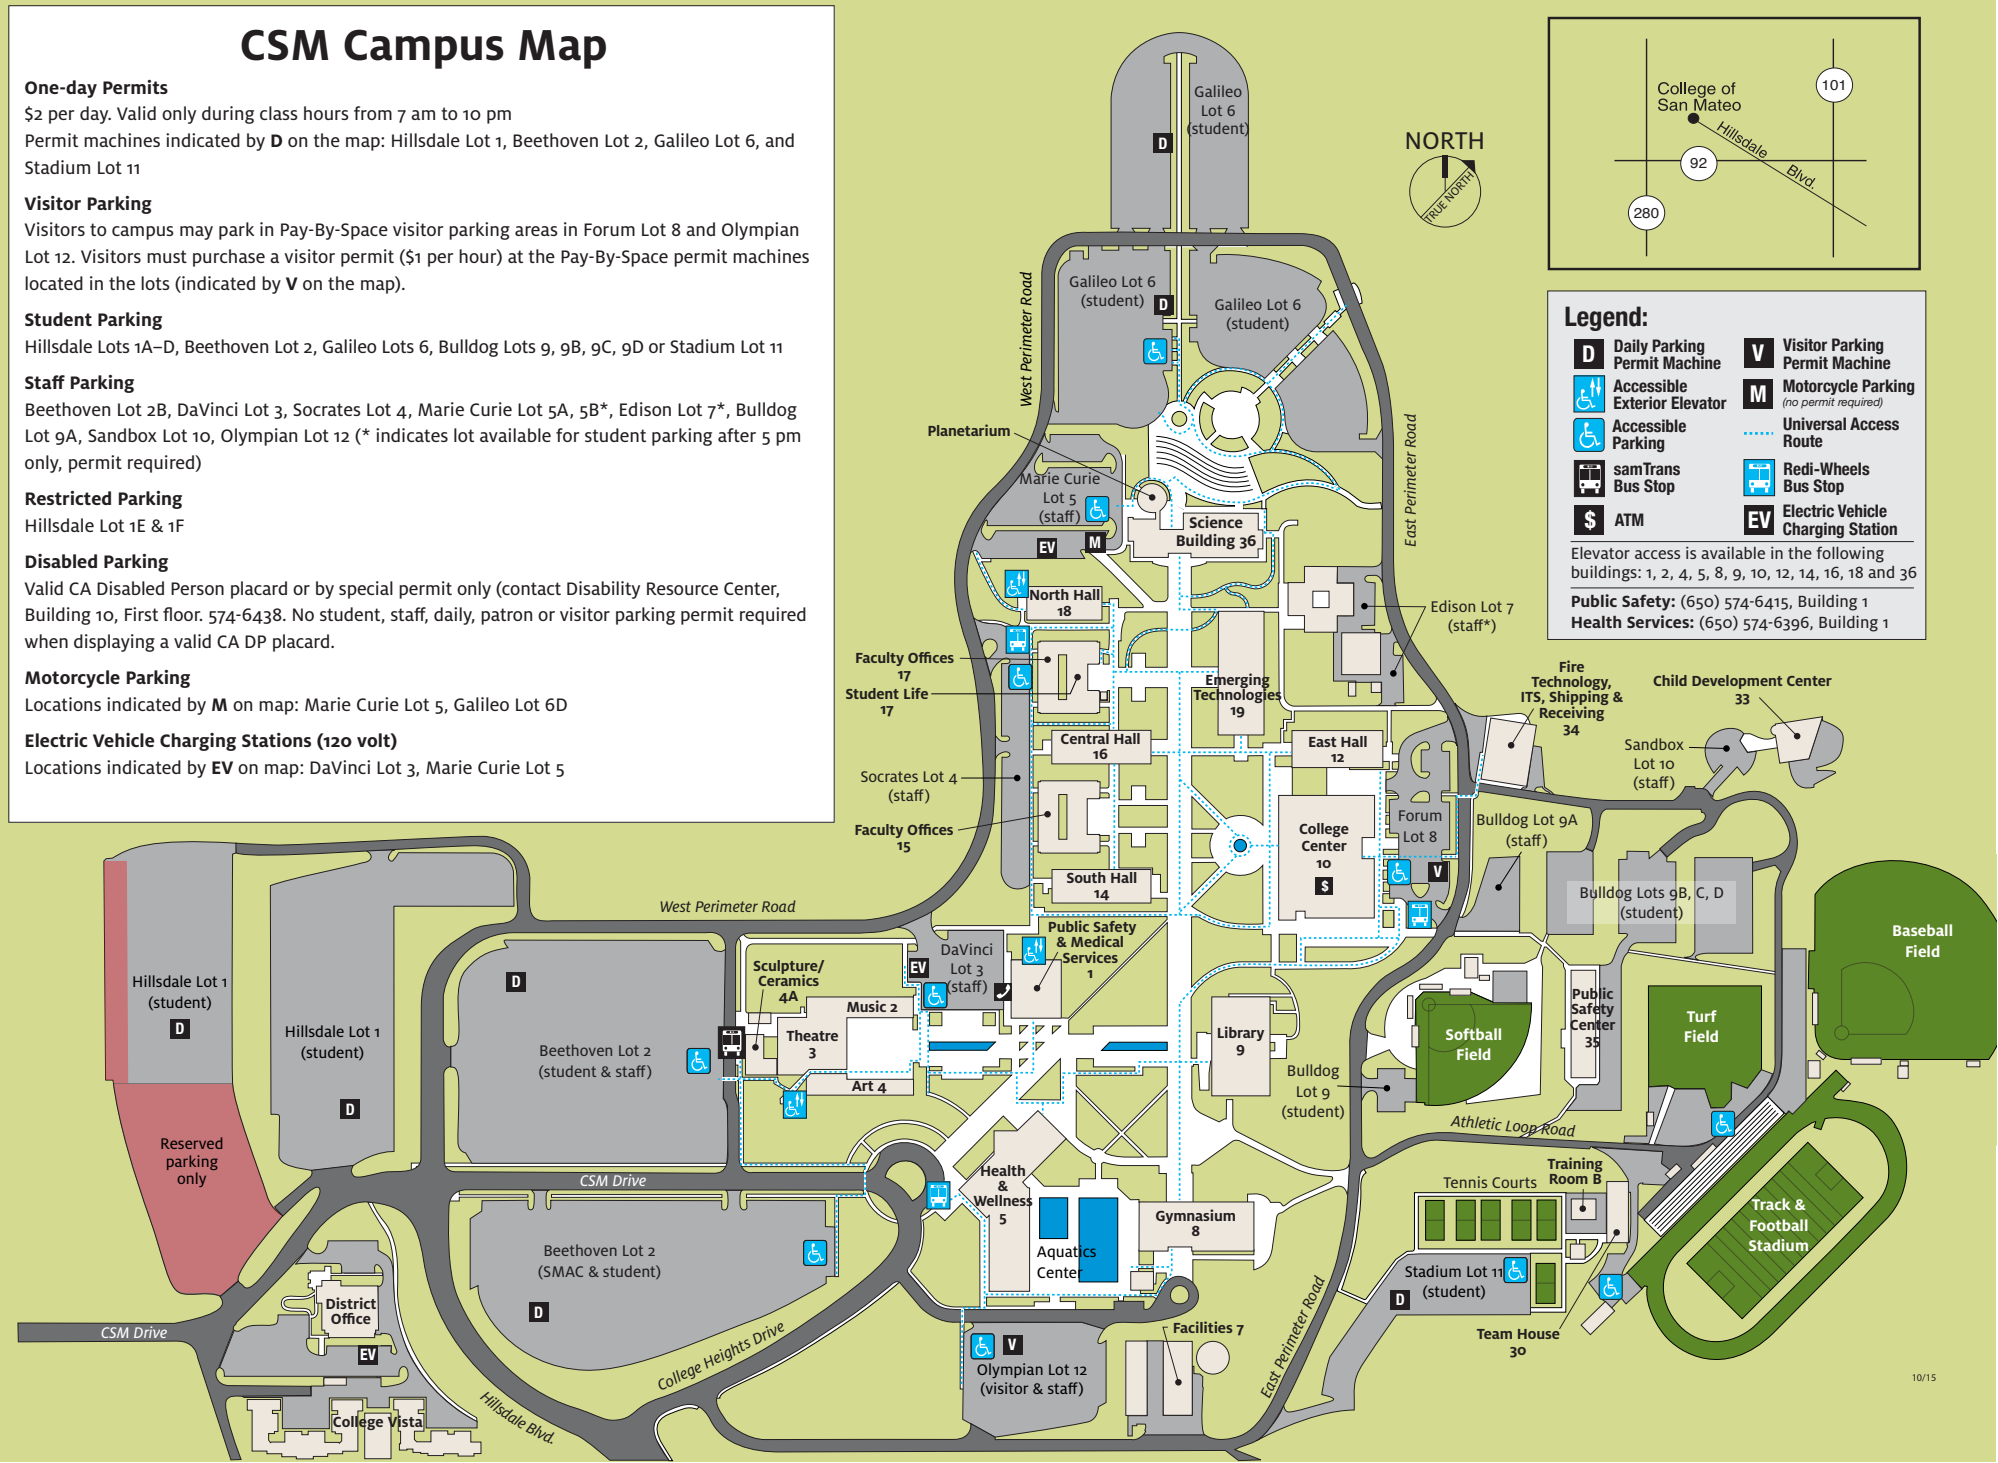 CSM Campus Map
One-day Permits
$2 per day. Valid only during class hours from 7 am to 10 pm
Permit machines indicated by D on the map: Hillsdale Lot 1, Beethoven Lot 2, Galileo Lot 6, and
Stadium Lot 11
Visitor Parking
Visitors to campus may park in Pay-By-Space visitor parking areas in Forum Lot 8 and Olympian
Lot 12. Visitors must purchase a visitor permit ($1 per hour) at the Pay-By-Space permit machines
located in the lots (indicated by V on the map).
Student Parking
Hillsdale Lots 1A–D, Beethoven Lot 2, Galileo Lots 6, Bulldog Lots 9, 9B, 9C, 9D or Stadium Lot 11
Staff Parking
Beethoven Lot 2B, DaVinci Lot 3, Socrates Lot 4, Marie Curie Lot 5A, 5B*, Edison Lot 7*, Bulldog
Lot 9A, Sandbox Lot 10, Olympian Lot 12 (* indicates lot available for student parking after 5 pm
only, permit required)
Restricted Parking
Hillsdale Lot 1E & 1F
Disabled Parking
Valid CA Disabled Person placard or by special permit only (contact Disability Resource Center,
Building 10, First floor. 574-6438. No student, staff, daily, patron or visitor parking permit required
when displaying a valid CA DP placard.
Motorcycle Parking
Locations indicated by M on map: Marie Curie Lot 5, Galileo Lot 6D
Electric Vehicle Charging Stations (120 volt)
Locations indicated by EV on map: DaVinci Lot 3, Marie Curie Lot 5
NORTH
TRUE NORTH
College of
San Mateo
101
Hillsdale
Blvd.
92
280
Legend:
D Daily Parking
Permit Machine
V Visitor Parking
Permit Machine
Accessible
Exterior Elevator
M Motorcycle Parking
(no permit required)
Accessible
Parking
Universal Access
Route
samTrans
Bus Stop
Redi-Wheels
Bus Stop
$ ATM
EV Electric Vehicle
Charging Station
Elevator access is available in the following
buildings: 1, 2, 4, 5, 8, 9, 10, 12, 14, 16, 18 and 36
Public Safety: (650) 574-6415, Building 1
Health Services: (650) 574-6396, Building 1
Galileo
Lot 6
(student)
D
West Perimeter Road
Galileo Lot 6
(student)
D
Galileo Lot 6
(student)
East Perimeter Road
Planetarium
Marie Curie
Lot 5
(staff)
EV
M
Science
Building 36
North Hall
18
Edison Lot 7
(staff*)
Faculty Offices
17
Student Life
17
Emerging
Technologies
19
Fire
Technology,
ITS, Shipping &
Receiving
34
Child Development Center
33
Sandbox
Lot 10
(staff)
Central Hall
16
East Hall
12
Socrates Lot 4
(staff)
Faculty Offices
15
College
Center
10
$
Forum
Lot 8
V
Bulldog Lot 9A
(staff)
Bulldog Lots 9B, C, D
(student)
South Hall
14
West Perimeter Road
Baseball
Field
Public Safety
& Medical
Services
1
DaVinci
Lot 3
(staff)
EV
Sculpture/
Ceramics
4A
Music 2
Theatre
3
Art 4
Hillsdale Lot 1
(student)
D
Hillsdale Lot 1
(student)
D
D
Beethoven Lot 2
(student & staff)
Library
9
Softball
Field
Public
Safety
Center
35
Turf
Field
Bulldog
Lot 9
(student)
Athletic Loop Road
Reserved
parking
only
CSM Drive
Health
&
Wellness
5
Gymnasium
8
Aquatics
Center
Tennis Courts
Training
Room B
Track &
Football
Stadium
Beethoven Lot 2
(SMAC & student)
D
Stadium Lot 11
(student)
D
Team House
30
District
Office
EV
CSM Drive
College Heights Drive
Hillsdale Blvd.
V
Olympian Lot 12
(visitor & staff)
Facilities 7
East Perimeter Road
College Vista
10/15